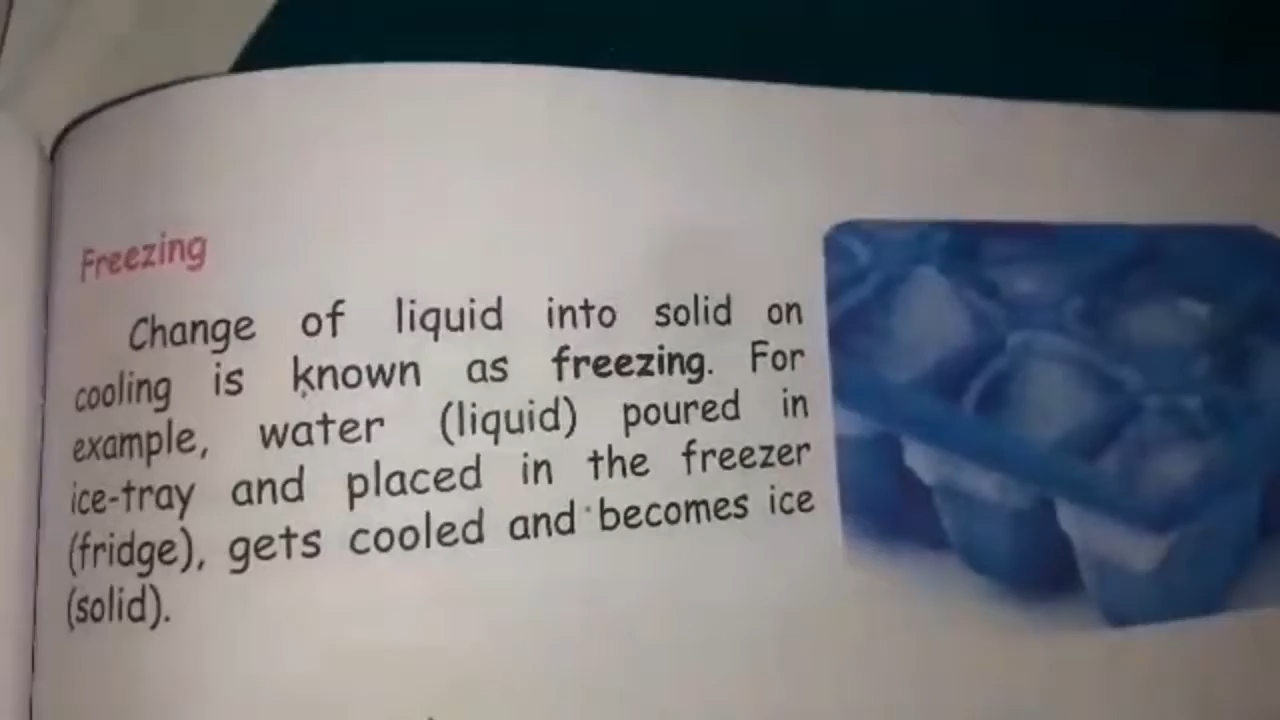 Freezing
Change of liquid into solid on
cooling is known as freezing. For
example, water (liquid) poured in
ice-tray and placed in the freezer
(fridge), gets cooled and becomes ice
(solid).